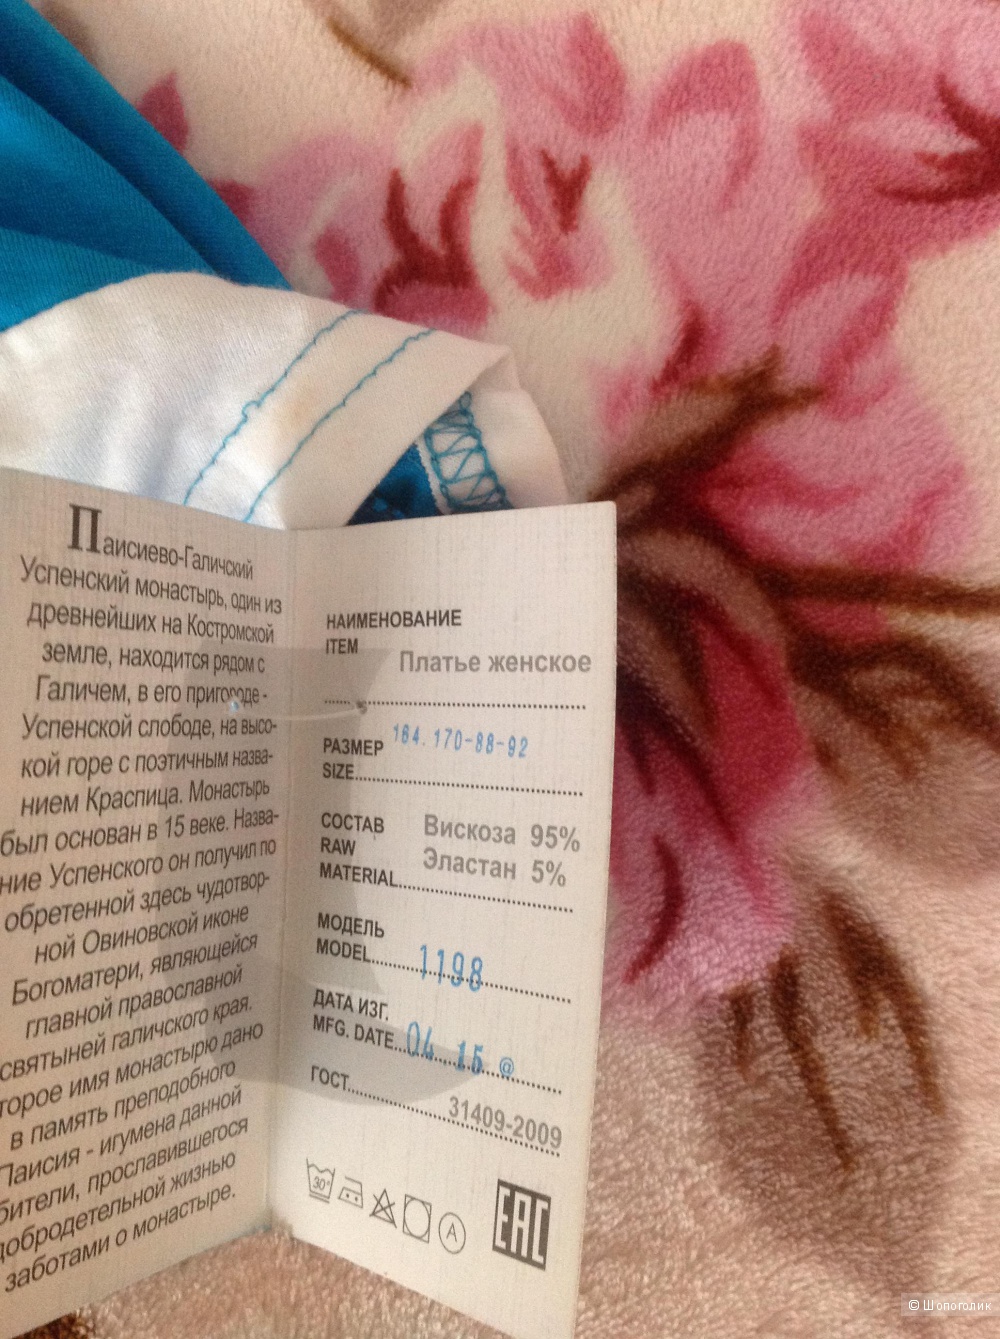 Паисиево-Галичский
Успенский монастырь, один из
древнейших на Костромской
земле, находится рядом с
Галичем, в его пригороде -
Успенской слободе, на высо-
кой горе с поэтичным назва-
нием Краспица. Монастырь
был основан в 15 веке. Назва-
ние Успенского он получил по
обретенной здесь чудотвор-
ной Овиновской иконе
Богоматери, являющейся
главной православной
святыней галичского края.
торое имя монастырю дано
в память преподобного
Паисия - игумена данной
бители, прославившегося
добродетельной жизнью
заботами о монастыре.
НАИМЕНОВАНИЕ
ITEM
Платье женское
РАЗМЕР 164.170-88-92
SIZE
СОСТАВ Вискоза 95%
RAW Эластан 5%
MATERIAL
МОДЕЛЬ
MODEL 1198
ДАТА ИЗГ.
MFG. DATE 04 15 @
ГОСТ
31409-2009
30° A EAC
© Шопоголик